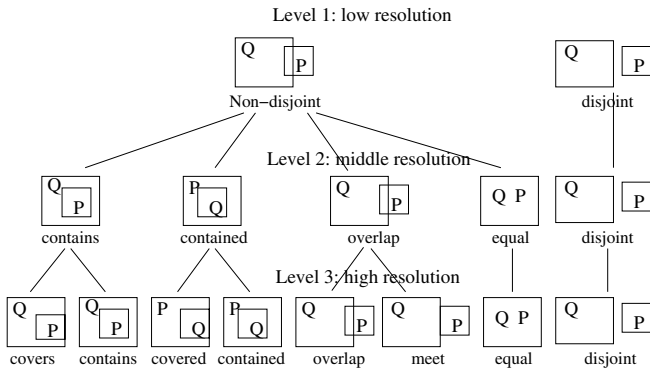 Level 1: low resolution
Q P Q P
Non-disjoint disjoint
Level 2: middle resolution
Q P P Q Q P Q P Q P
contains contained overlap equal disjoint
Level 3: high resolution
Q P Q P P Q P Q Q P Q P Q P Q P
covers contains covered contained overlap meet equal disjoint